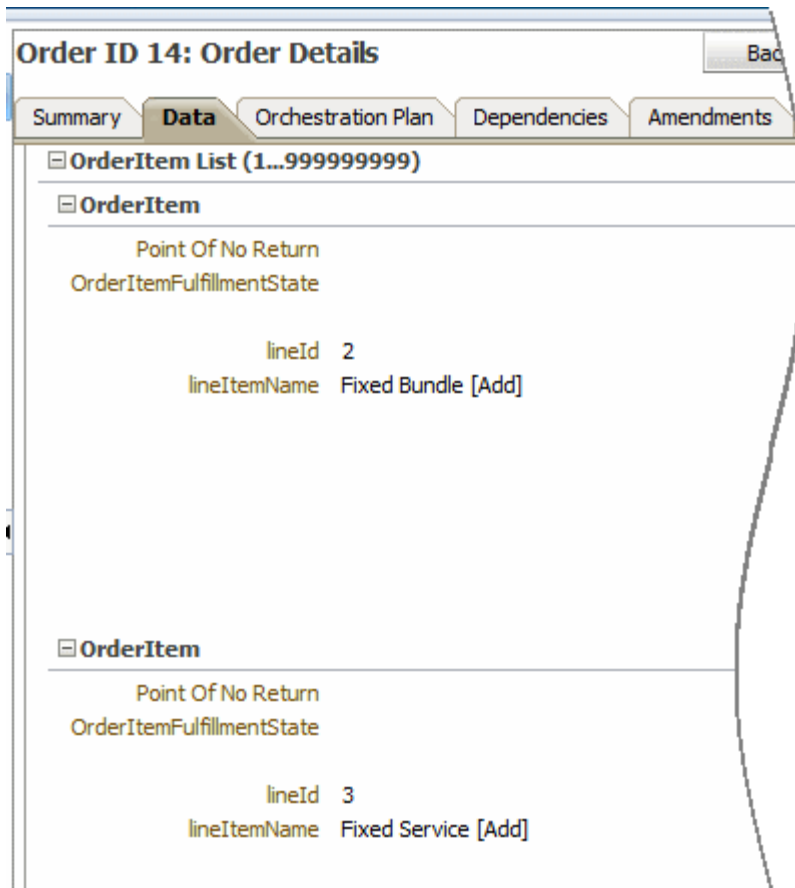 Order ID 14: Order Details
Summary Data Orchestration Plan Dependencies Amendments
OrderItem List (1...999999999)
OrderItem
Point Of No Return
OrderItemFulfillmentState
lineId 2
lineItemName Fixed Bundle [Add]
OrderItem
Point Of No Return
OrderItemFulfillmentState
lineId 3
lineItemName Fixed Service [Add]